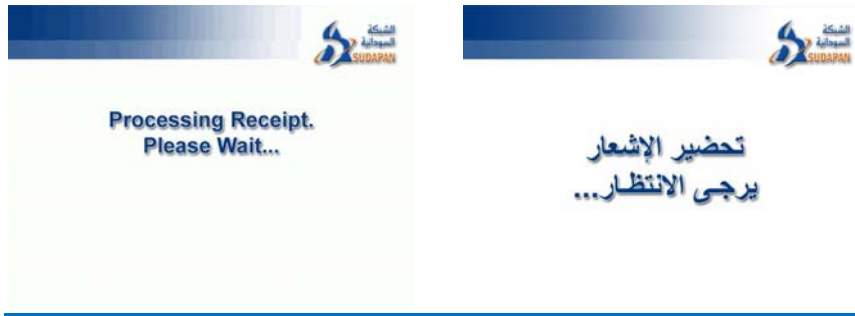 الشبكة
السودانية
SUDAPAN
Processing Receipt.
Please Wait...
الشبكة
السودانية
SUDAPAN
تحضير الإشعار
يرجى الانتظار...